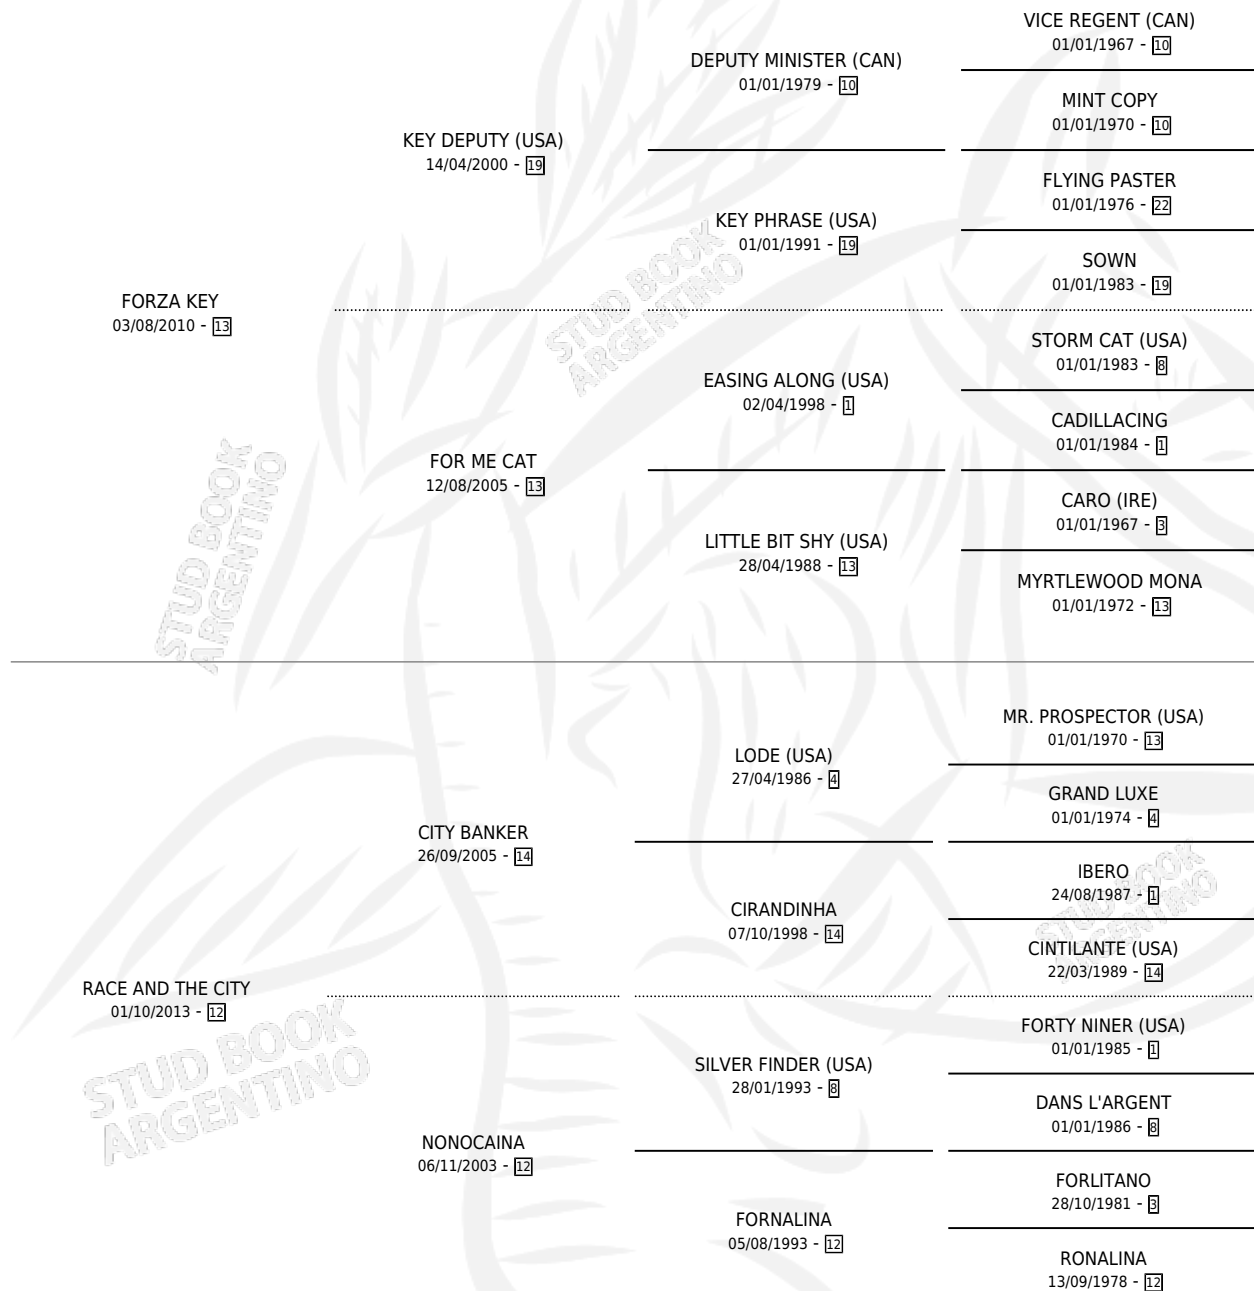 VICE REGENT (CAN)
01/01/1967 - 10
DEPUTY MINISTER (CAN)
01/01/1979 - 10
MINT COPY
01/01/1970 - 10
KEY DEPUTY (USA)
14/04/2000 - 19
FLYING PASTER
01/01/1976 - 22
KEY PHRASE (USA)
01/01/1991 - 19
SOWN
01/01/1983 - 19
FORZA KEY
03/08/2010 - 13
STORM CAT (USA)
01/01/1983 - 8
EASING ALONG (USA)
02/04/1998 - 1
CADILLACING
01/01/1984 - 1
FOR ME CAT
12/08/2005 - 13
CARO (IRE)
01/01/1967 - 3
LITTLE BIT SHY (USA)
28/04/1988 - 13
MYRTLEWOOD MONA
01/01/1972 - 13
MR. PROSPECTOR (USA)
01/01/1970 - 13
LODE (USA)
27/04/1986 - 4
GRAND LUXE
01/01/1974 - 4
CITY BANKER
26/09/2005 - 14
IBERO
24/08/1987 - 1
CIRANDINHA
07/10/1998 - 14
CINTILANTE (USA)
22/03/1989 - 14
RACE AND THE CITY
01/10/2013 - 12
FORTY NINER (USA)
01/01/1985 - 1
SILVER FINDER (USA)
28/01/1993 - 8
DANS L'ARGENT
01/01/1986 - 8
NONOCAINA
06/11/2003 - 12
FORLITANO
28/10/1981 - 3
FORNALINA
05/08/1993 - 12
RONALINA
13/09/1978 - 12
STUD BOOK
ARGENTINO
STUD BOOK
ARGENTINO
STUD BOOK
ARGENTINO
STUD BOOK
ARGENTINO